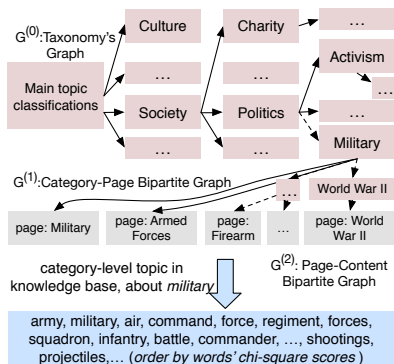 G(0):Taxonomy's Graph
Main topic classifications
Culture
...
Society
...
Charity
...
Politics
...
...
Activism
...
...
Military
G(1):Category-Page Bipartite Graph
...
World War II
page: Military
page: Armed Forces
page: Firearm
...
page: World War II
G(2): Page-Content Bipartite Graph
category-level topic in
knowledge base, about military
army, military, air, command, force, regiment, forces,
squadron, infantry, battle, commander, ..., shootings,
projectiles,... (order by words' chi-square scores )